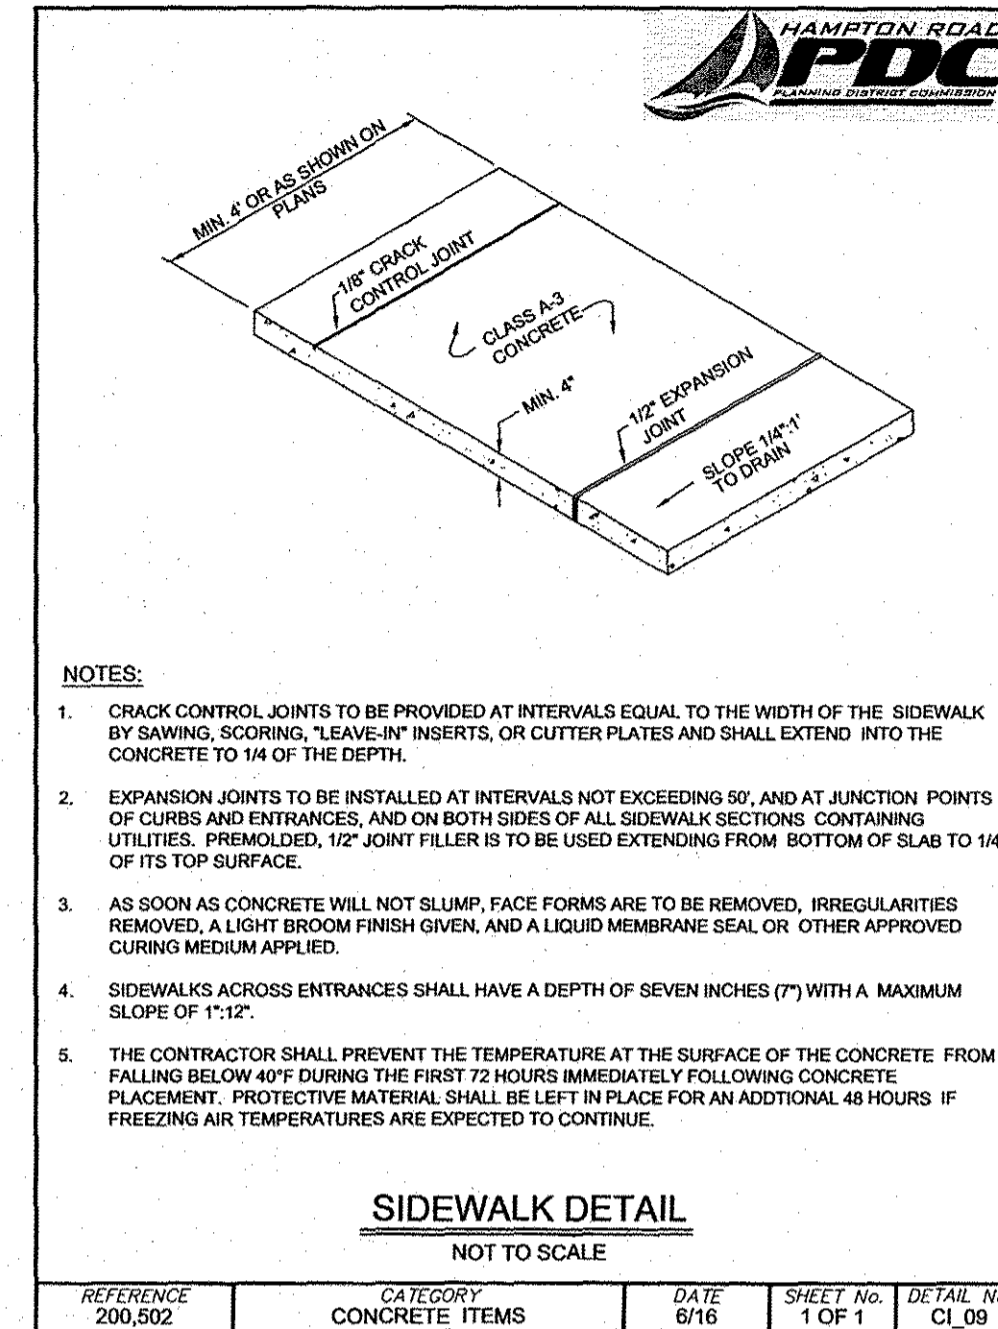 HAMPTON ROAD
PDC
PLANNING DISTRICT COMMISSION
MIN. 4' OR AS SHOWN ON
PLANS
1/8" CRACK
CONTROL JOINT
CLASS A-3
CONCRETE
MIN. 4"
1/2" EXPANSION
JOINT
SLOPE 1/4":1'
TO DRAIN
NOTES:
1. CRACK CONTROL JOINTS TO BE PROVIDED AT INTERVALS EQUAL TO THE WIDTH OF THE SIDEWALK
BY SAWING, SCORING, "LEAVE-IN" INSERTS, OR CUTTER PLATES AND SHALL EXTEND INTO THE
CONCRETE TO 1/4 OF THE DEPTH.
2. EXPANSION JOINTS TO BE INSTALLED AT INTERVALS NOT EXCEEDING 50', AND AT JUNCTION POINTS
OF CURBS AND ENTRANCES, AND ON BOTH SIDES OF ALL SIDEWALK SECTIONS CONTAINING
UTILITIES. PREMOLDED, 1/2" JOINT FILLER IS TO BE USED EXTENDING FROM BOTTOM OF SLAB TO 1/4
OF ITS TOP SURFACE.
3. AS SOON AS CONCRETE WILL NOT SLUMP, FACE FORMS ARE TO BE REMOVED, IRREGULARITIES
REMOVED, A LIGHT BROOM FINISH GIVEN, AND A LIQUID MEMBRANE SEAL OR OTHER APPROVED
CURING MEDIUM APPLIED.
4. SIDEWALKS ACROSS ENTRANCES SHALL HAVE A DEPTH OF SEVEN INCHES (7") WITH A MAXIMUM
SLOPE OF 1":12".
5. THE CONTRACTOR SHALL PREVENT THE TEMPERATURE AT THE SURFACE OF THE CONCRETE FROM
FALLING BELOW 40°F DURING THE FIRST 72 HOURS IMMEDIATELY FOLLOWING CONCRETE
PLACEMENT. PROTECTIVE MATERIAL SHALL BE LEFT IN PLACE FOR AN ADDTIONAL 48 HOURS IF
FREEZING AIR TEMPERATURES ARE EXPECTED TO CONTINUE.
SIDEWALK DETAIL
NOT TO SCALE
REFERENCE CATEGORY DATE SHEET No. DETAIL
200,502 CONCRETE ITEMS 6/16 1 OF 1 CI_09